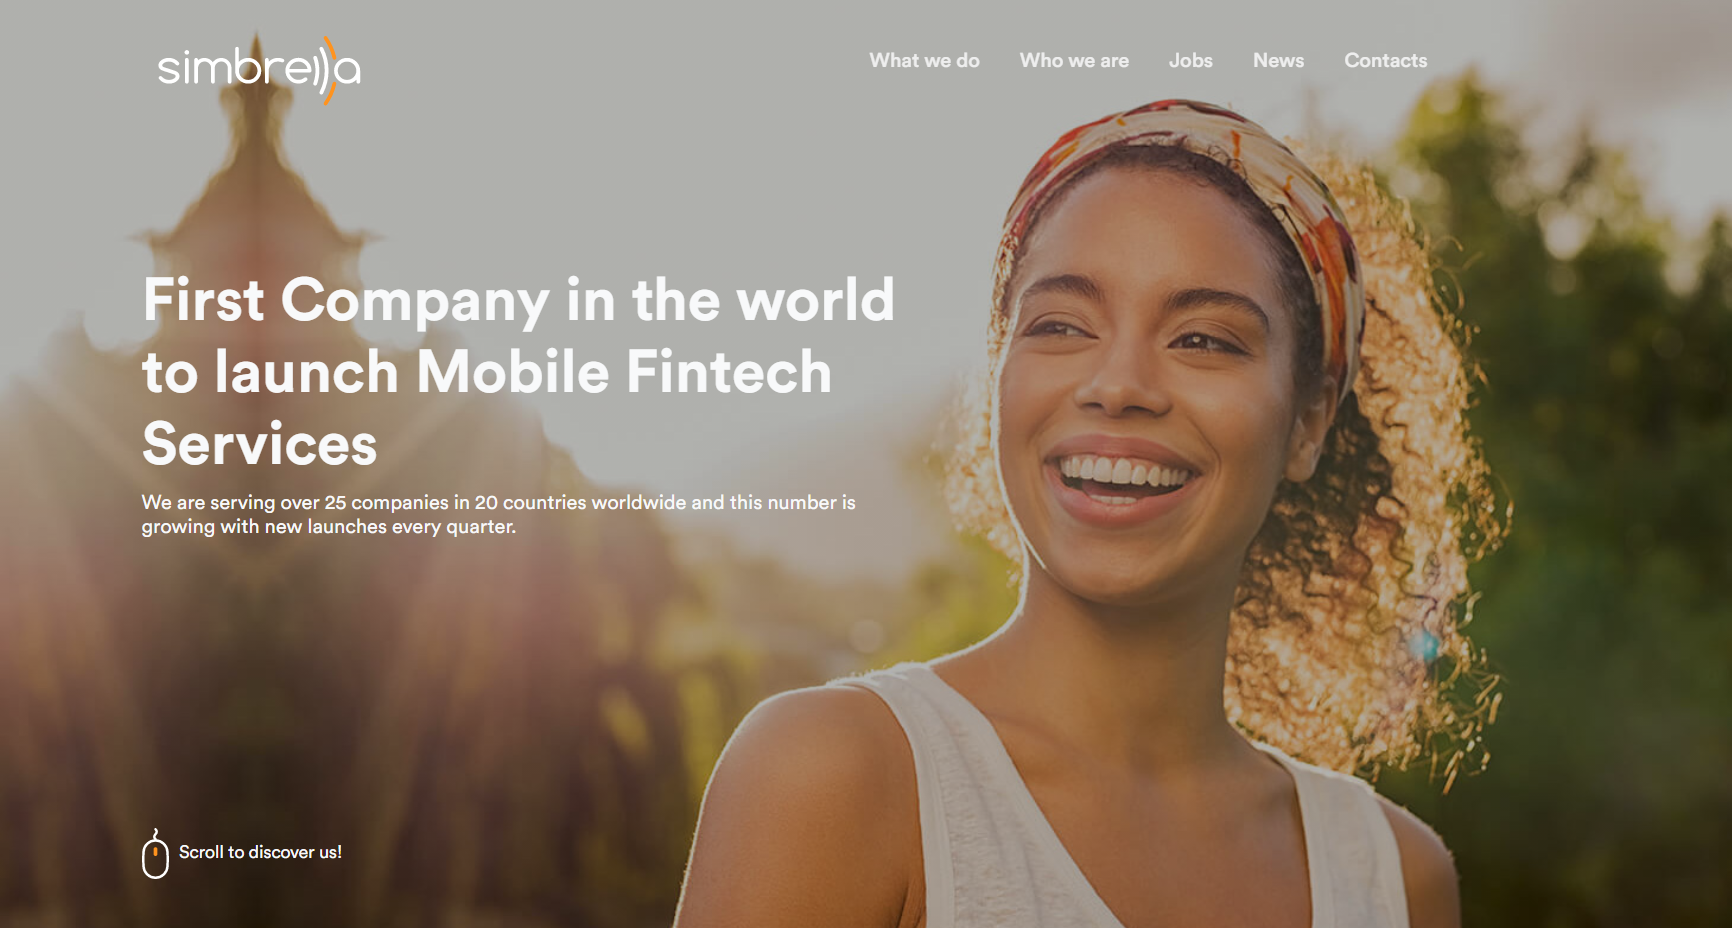 simbrella
What we do
Who we are
Jobs
News
Contacts
First Company in the world
to launch Mobile Fintech
Services
We are serving over 25 companies in 20 countries worldwide and this number is
growing with new launches every quarter.
Scroll to discover us!